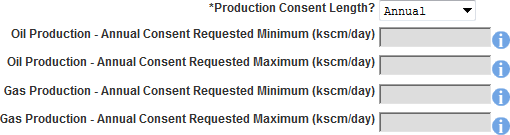 *Production Consent Length? Annual
Oil Production - Annual Consent Requested Minimum (kscm/day)
Oil Production - Annual Consent Requested Maximum (kscm/day)
Gas Production - Annual Consent Requested Minimum (kscm/day)
Gas Production - Annual Consent Requested Maximum (kscm/day)